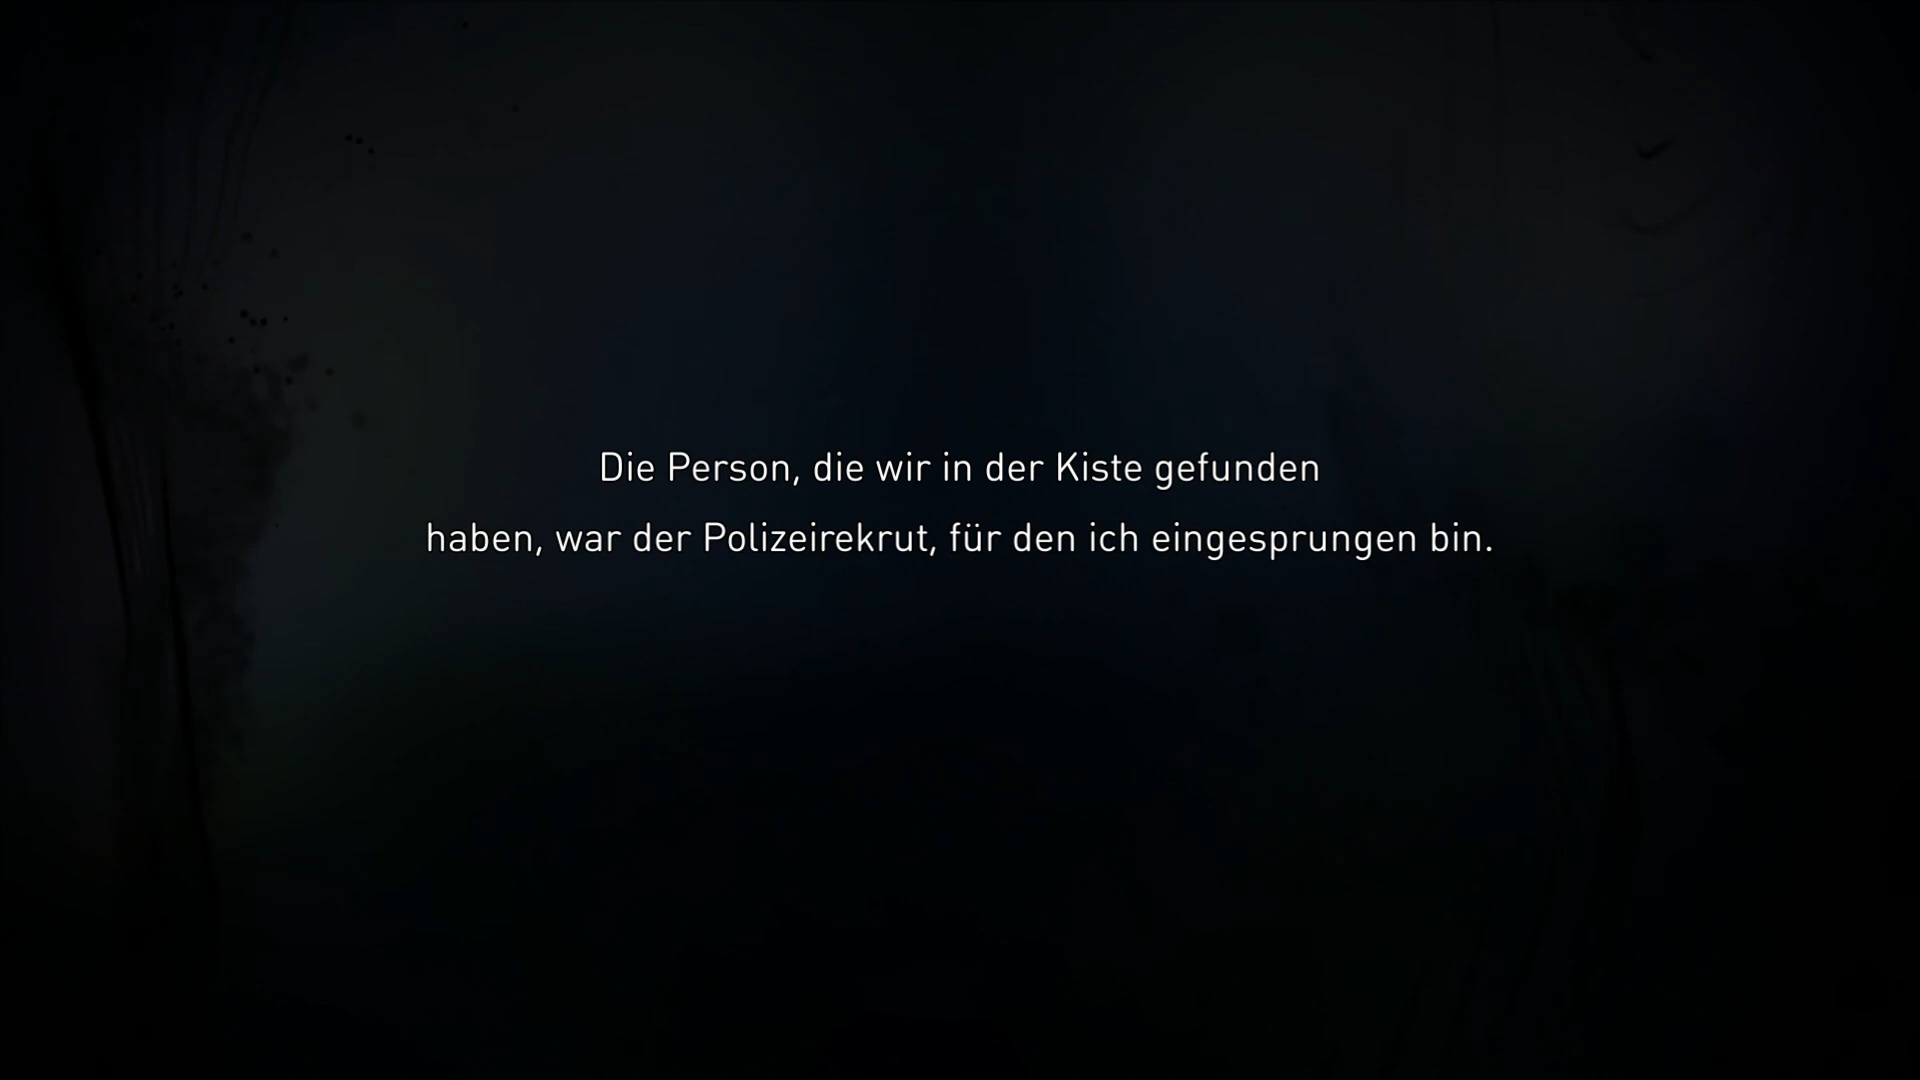 Die Person, die wir in der Kiste gefunden
haben, war der Polizeirekrut, für den ich eingesprungen bin.